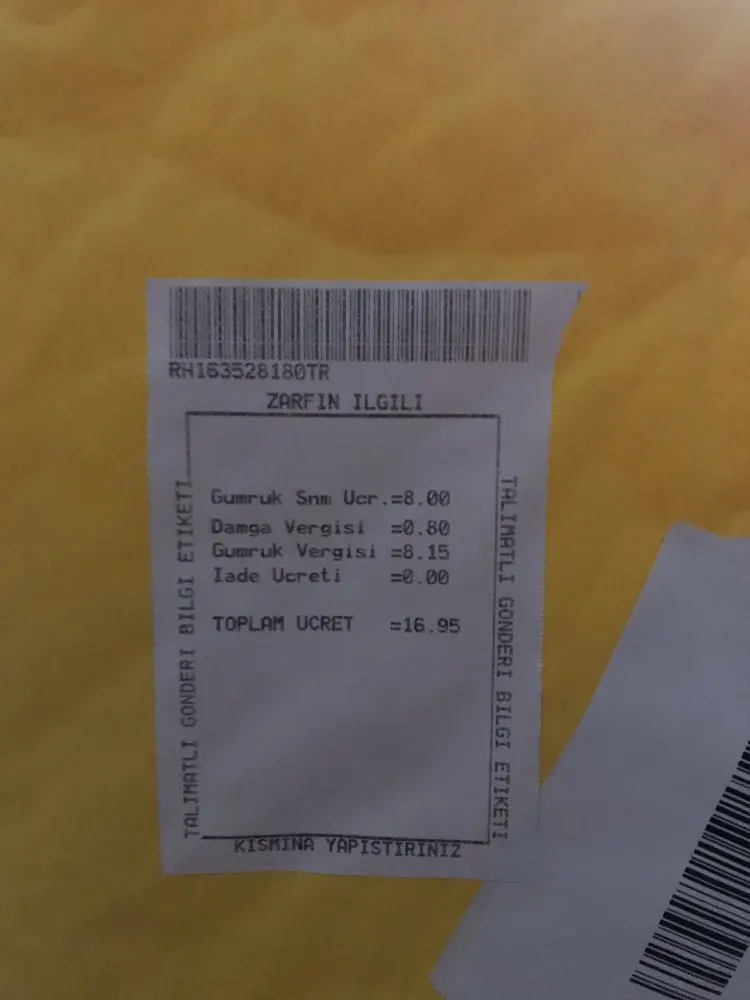 RH163528180TR
ZARFIN ILGILI
TALIMATLI GONDERI BILGI ETIKETI
Gumruk Snm Ucr.=8.00
Damga Vergisi =0.80
Gumruk Vergisi =8.15
Iade Ucreti =0.00
TOPLAM UCRET =16.95
TALIMATLI GONDERI BILGI ETIKETI
KISMINA YAPISTIRINIZ